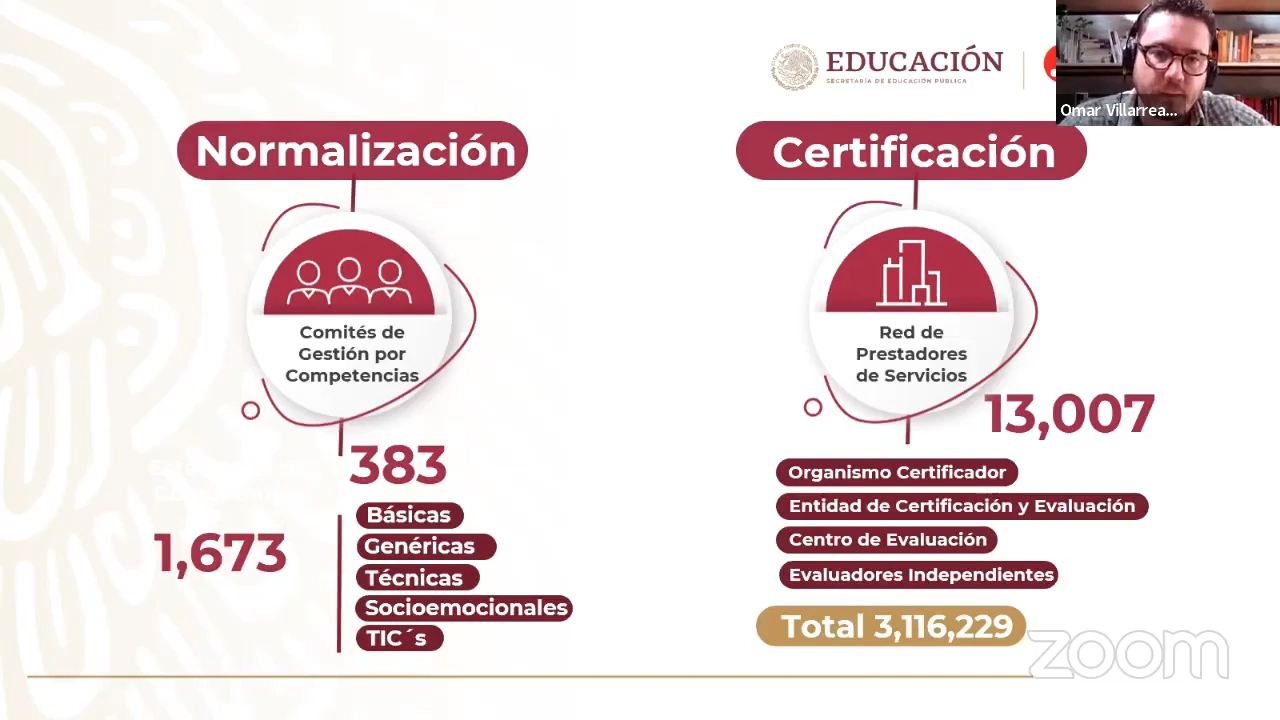 EDUCACIÓN
SECRETARÍA DE EDUCACIÓN PÚBLICA
Omar Villarrea...
Normalización
Comités de
Gestión por
Competencias
383
1,673
Básicas
Genéricas
Técnicas
Socioemocionales
TIC´s
Certificación
Red de
Prestadores
de Servicios
13,007
Organismo Certificador
Entidad de Certificación y Evaluación
Centro de Evaluación
Evaluadores Independientes
Total 3,116,229
zoom